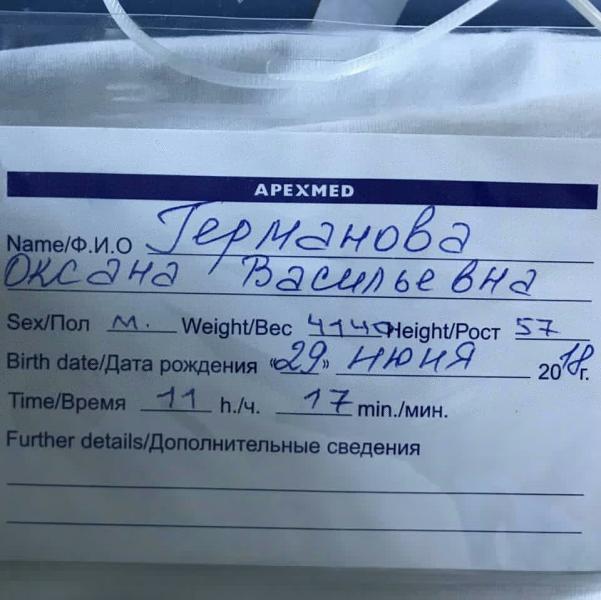 APEXMED
Name/Ф.И.О Германова
Оксана Васильевна
Sex/Пол м. Weight/Вес 4140 Height/Рост 57
Birth date/Дата рождения «29» июня 2018г.
Time/Время 11 h./ч. 17 min./мин.
Further details/Дополнительные сведения